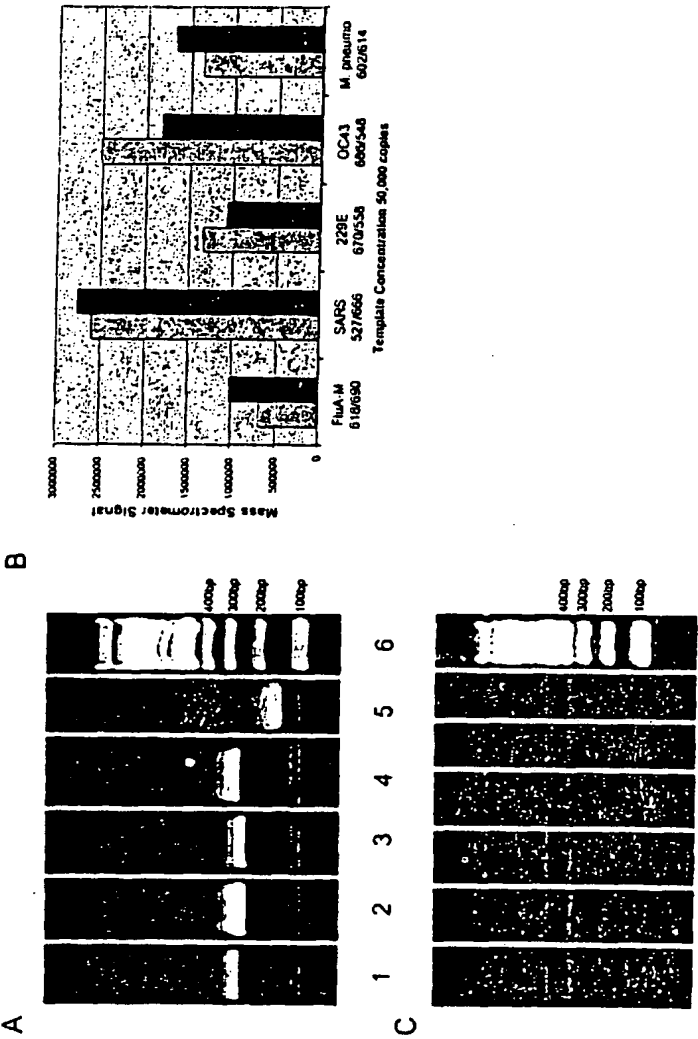 A
400bp
300bp
200bp
100bp
1 2 3 4 5 6
B
Mass Spectrometer Signal
3000000
2500000
2000000
1500000
1000000
500000
0
FluA-M SARS 229E OC43 M. pneumo
618/690 527/666 670/558 686/548 602/614
Template Concentration 50,000 copies
C
400bp
300bp
200bp
100bp